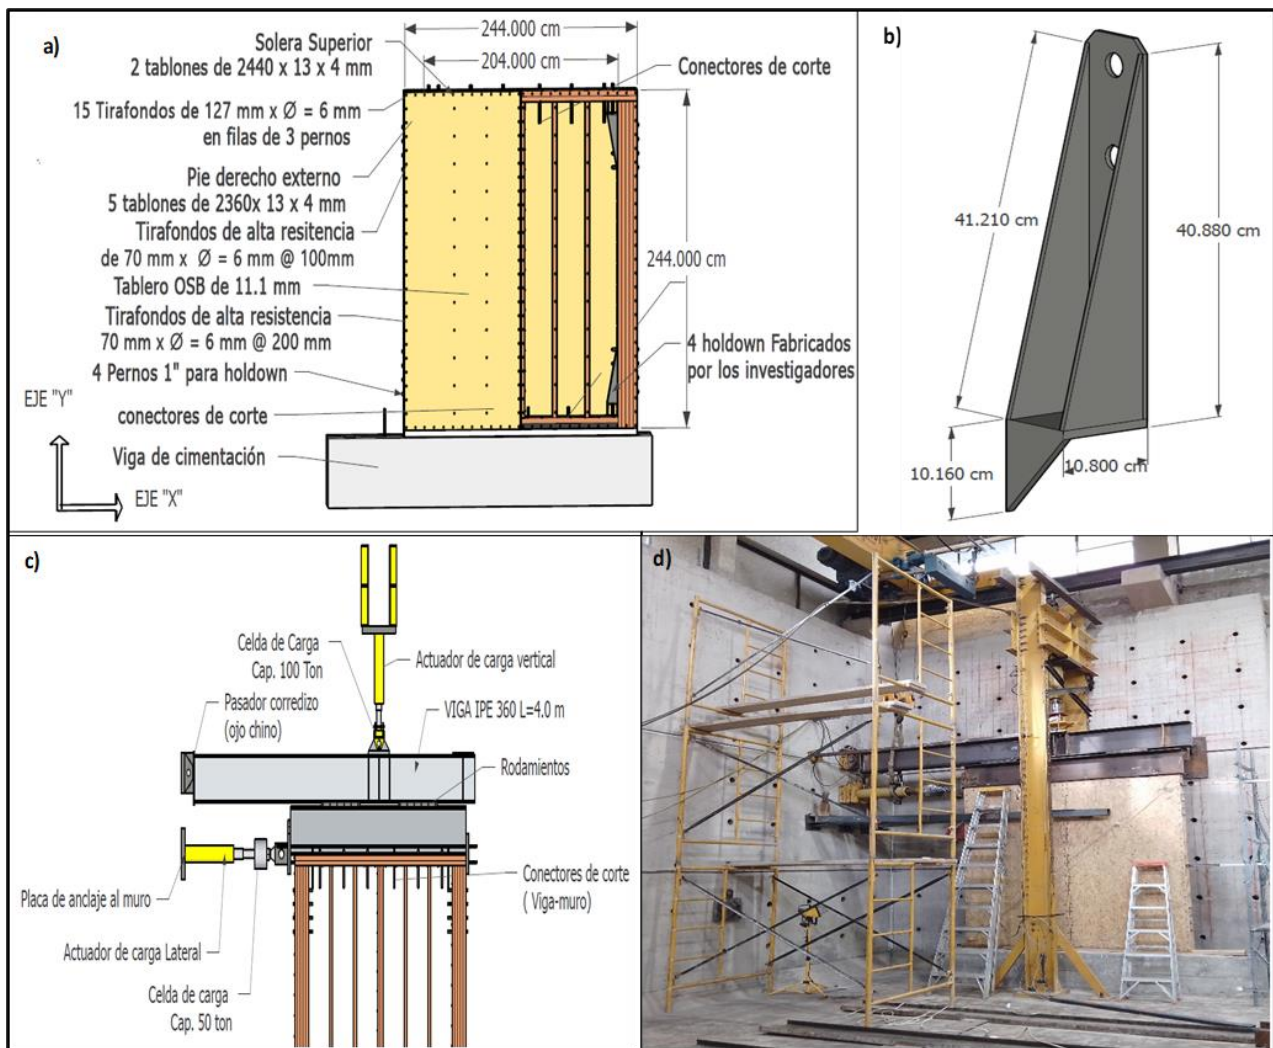 a)
244.000 cm
Solera Superior
2 tablones de 2440 x 13 x 4 mm
204.000 cm
Conectores de corte
15 Tirafondos de 127 mm x Ø = 6 mm
en filas de 3 pernos
Pie derecho externo
5 tablones de 2360x 13 x 4 mm
Tirafondos de alta resitencia
de 70 mm x Ø = 6 mm @ 100mm
244.000 cm
Tablero OSB de 11.1 mm
Tirafondos de alta resistencia
70 mm x Ø = 6 mm @ 200 mm
4 holdown Fabricados
por los investigadores
4 Pernos 1" para holdown
conectores de corte
Viga de cimentación
EJE "Y"
EJE "X"
b)
41.210 cm
40.880 cm
10.160 cm
10.800 cm
c)
Celda de Carga
Cap. 100 Ton
Actuador de carga vertical
Pasador corredizo
(ojo chino)
VIGA IPE 360 L=4.0 m
Rodamientos
Placa de anclaje al muro
Conectores de corte
( Viga-muro)
Actuador de carga Lateral
Celda de carga
Cap. 50 ton
d)